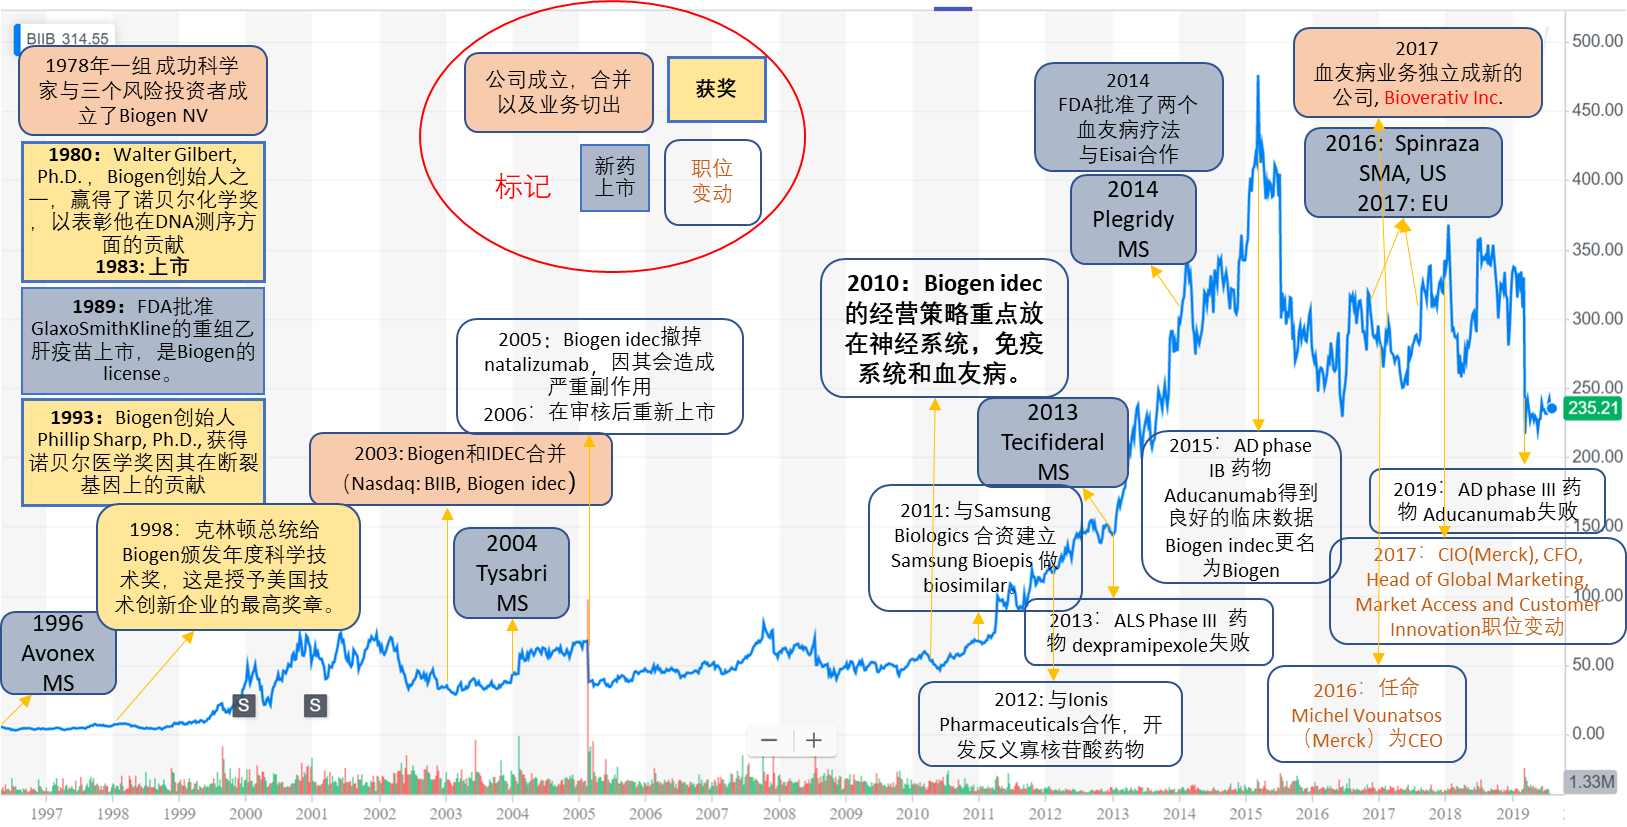 BIIB 314.55
1978年一组 成功科学
家与三个风险投资者成
立了Biogen NV
1980：Walter Gilbert,
Ph.D.，Biogen创始人之
一，赢得了诺贝尔化学奖
，以表彰他在DNA测序方
面的贡献
1983: 上市
1989：FDA批准
GlaxoSmithKline的重组乙
肝疫苗上市，是Biogen的
license。
1993：Biogen创始人
Phillip Sharp, Ph.D., 获得
诺贝尔医学奖因其在断裂
基因上的贡献
1998：克林顿总统给
Biogen颁发年度科学技
术奖，这是授予美国技
术创新企业的最高奖章。
1996
Avonex
MS
公司成立，合并
以及业务切出
获奖
标记
新药
上市
职位
变动
2005：Biogen idec撤掉
natalizumab，因其会造成
严重副作用
2006：在审核后重新上市
2003: Biogen和IDEC合并
（Nasdaq: BIIB, Biogen idec）
2004
Tysabri
MS
2010：Biogen idec
的经营策略重点放
在神经系统，免疫
系统和血友病。
2013
Tecifideral
MS
2011: 与Samsung
Biologics 合资建立
Samsung Bioepis 做
biosimilar。
2013：ALS Phase III 药
物 dexpramipexole失败
2012: 与Ionis
Pharmaceuticals合作，开
发反义寡核苷酸药物
2014
FDA批准了两个
血友病疗法
与Eisai合作
2014
Plegridy
MS
2015：AD phase
IB 药物
Aducanumab得到
良好的临床数据
Biogen indec更名
为Biogen
2017
血友病业务独立成新的
公司, Bioverativ Inc.
2016：Spinraza
SMA, US
2017: EU
2019：AD phase III 药
物 Aducanumab失败
2017：CIO(Merck), CFO,
Head of Global Marketing,
Market Access and Customer
Innovation职位变动
2016：任命
Michel Vounatsos
（Merck）为CEO
S
S
− +
500.00
450.00
400.00
350.00
300.00
250.00
235.21
200.00
150.00
100.00
50.00
0.00
1.33M
1997 1998 1999 2000 2001 2002 2003 2004 2005 2006 2007 2008 2009 2010 2011 2012 2013 2014 2015 2016 2017 2018 2019